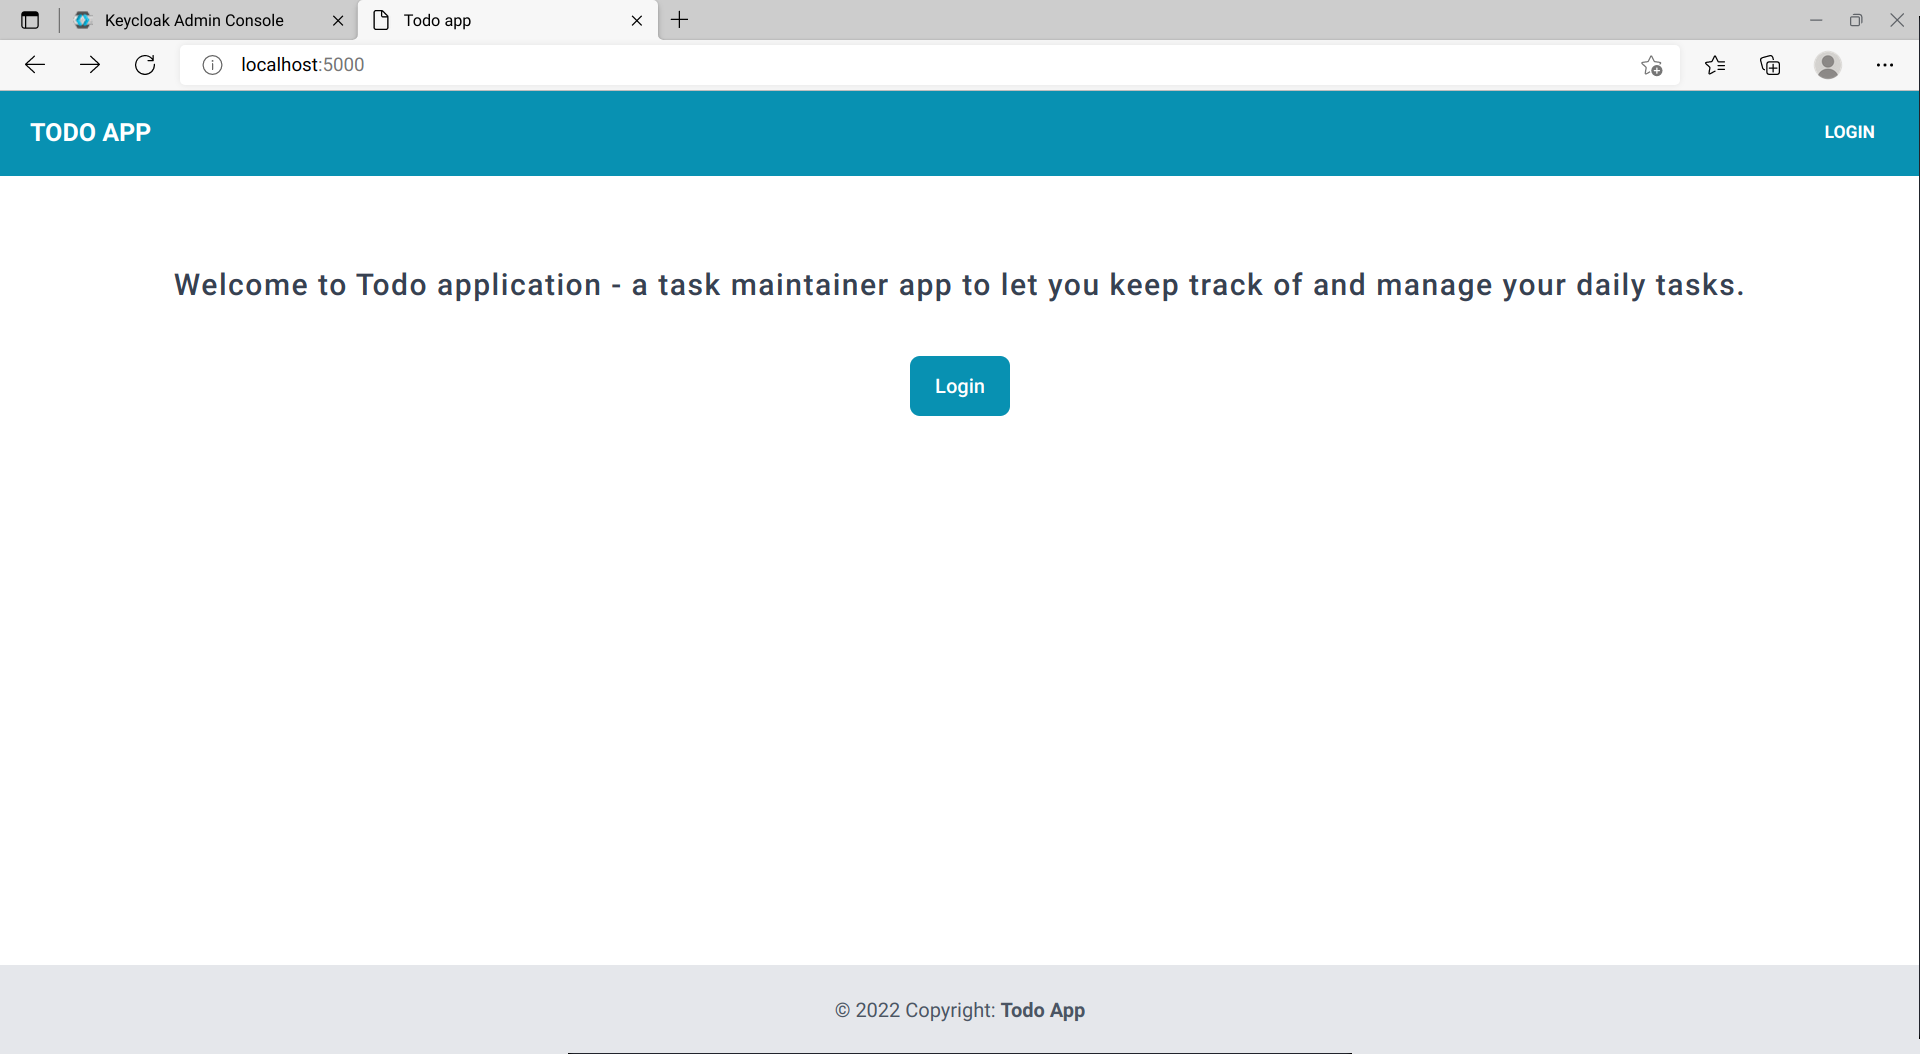 Keycloak Admin Console
Todo app
localhost:5000
TODO APP
LOGIN
Welcome to Todo application - a task maintainer app to let you keep track of and manage your daily tasks.
Login
© 2022 Copyright: Todo App